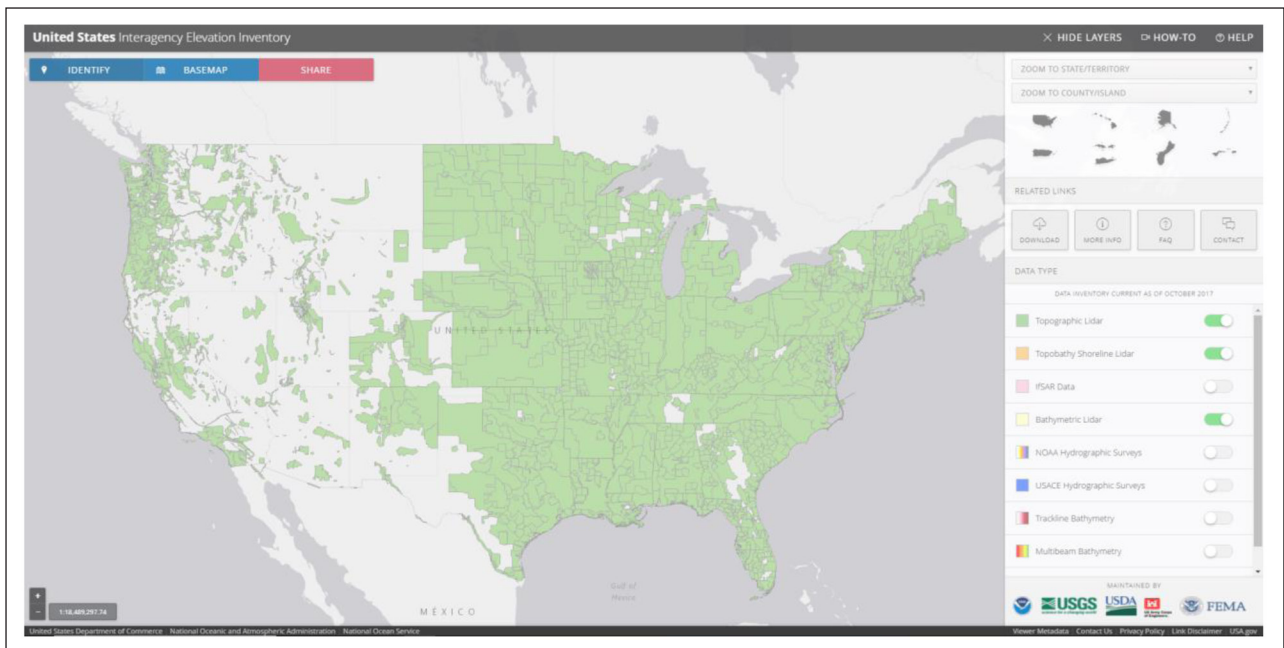 United States Interagency Elevation Inventory
HIDE LAYERS HOW-TO HELP
IDENTIFY BASEMAP SHARE
ZOOM TO STATE/TERRITORY
ZOOM TO COUNTY/ISLAND
RELATED LINKS
DOWNLOAD MORE INFO FAQ CONTACT
DATA TYPE
DATA INVENTORY CURRENT AS OF OCTOBER 2017
Topographic Lidar
Topobathy Shoreline Lidar
IfSAR Data
Bathymetric Lidar
NOAA Hydrographic Surveys
USACE Hydrographic Surveys
Trackline Bathymetry
Multibeam Bathymetry
UNITED STATES
Gulf of
Mexico
MÉXICO
1:18,489,297.74
MAINTAINED BY
USGS
USDA
FEMA
United States Department of Commerce National Oceanic and Atmospheric Administration National Ocean Service
Viewer Metadata Contact Us Privacy Policy Link Disclaimer USA.gov